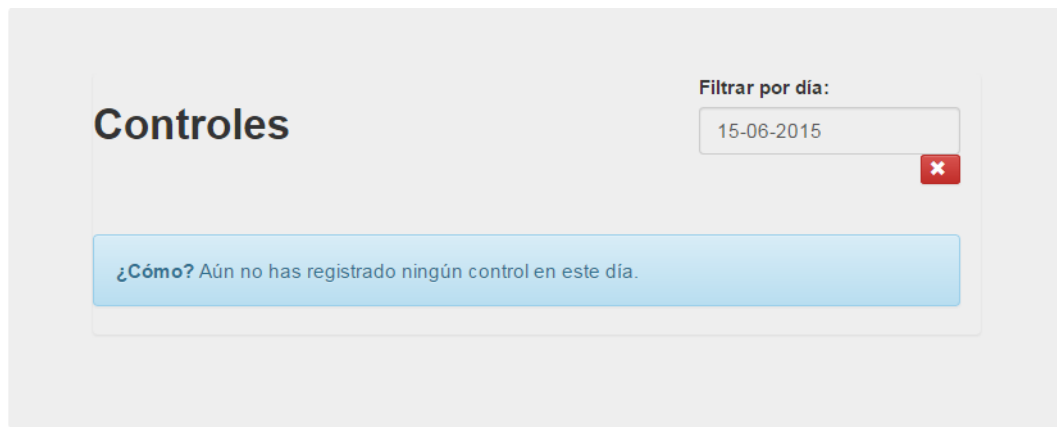 Filtrar por día:
Controles
15-06-2015
¿Cómo? Aún no has registrado ningún control en este día.